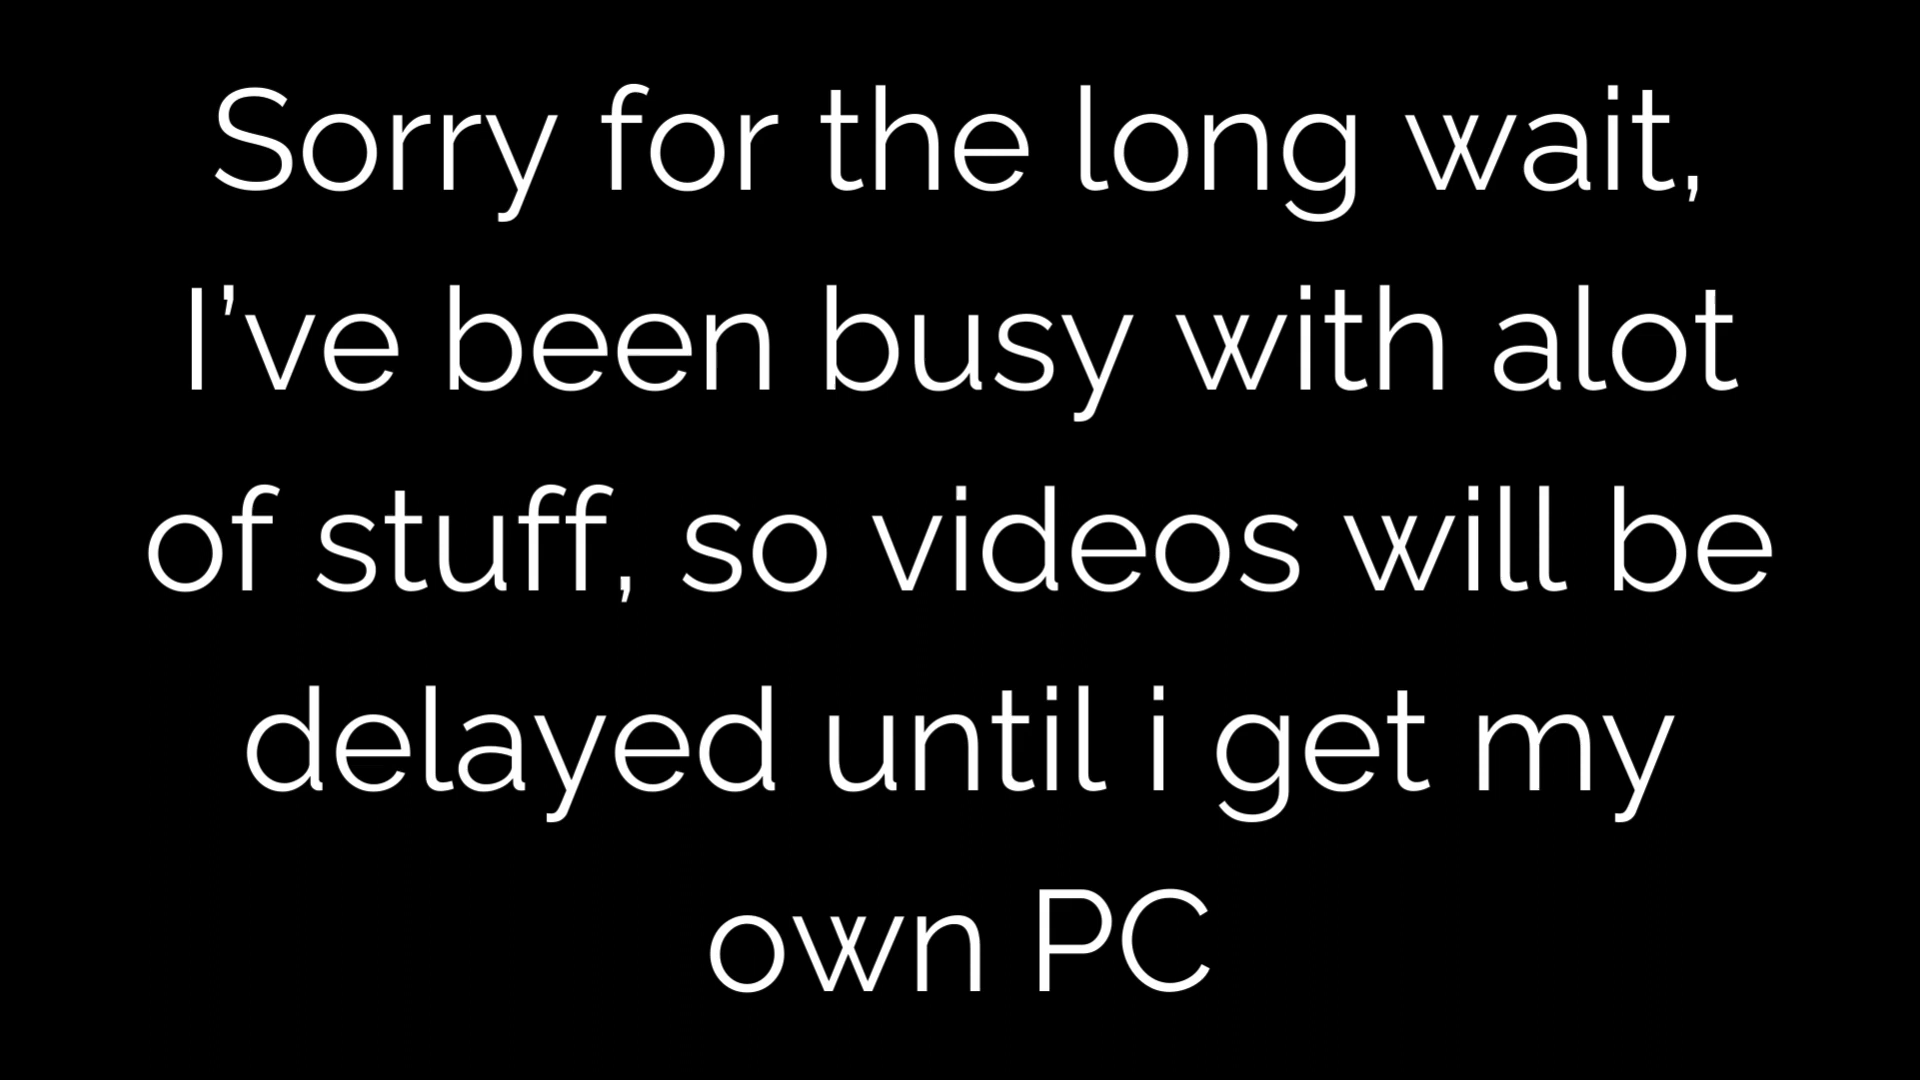 Sorry for the long wait,
I’ve been busy with alot
of stuff, so videos will be
delayed until i get my
own PC